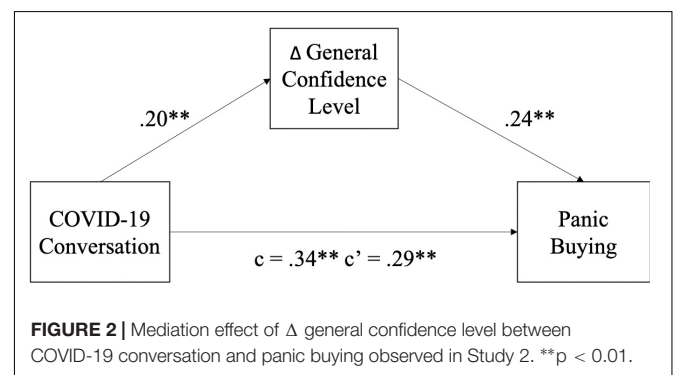 Δ General
Confidence
Level
.20**
.24**
COVID-19
Conversation
Panic
Buying
c = .34** c’ = .29**
FIGURE 2 | Mediation effect of Δ general confidence level between
COVID-19 conversation and panic buying observed in Study 2. **p < 0.01.